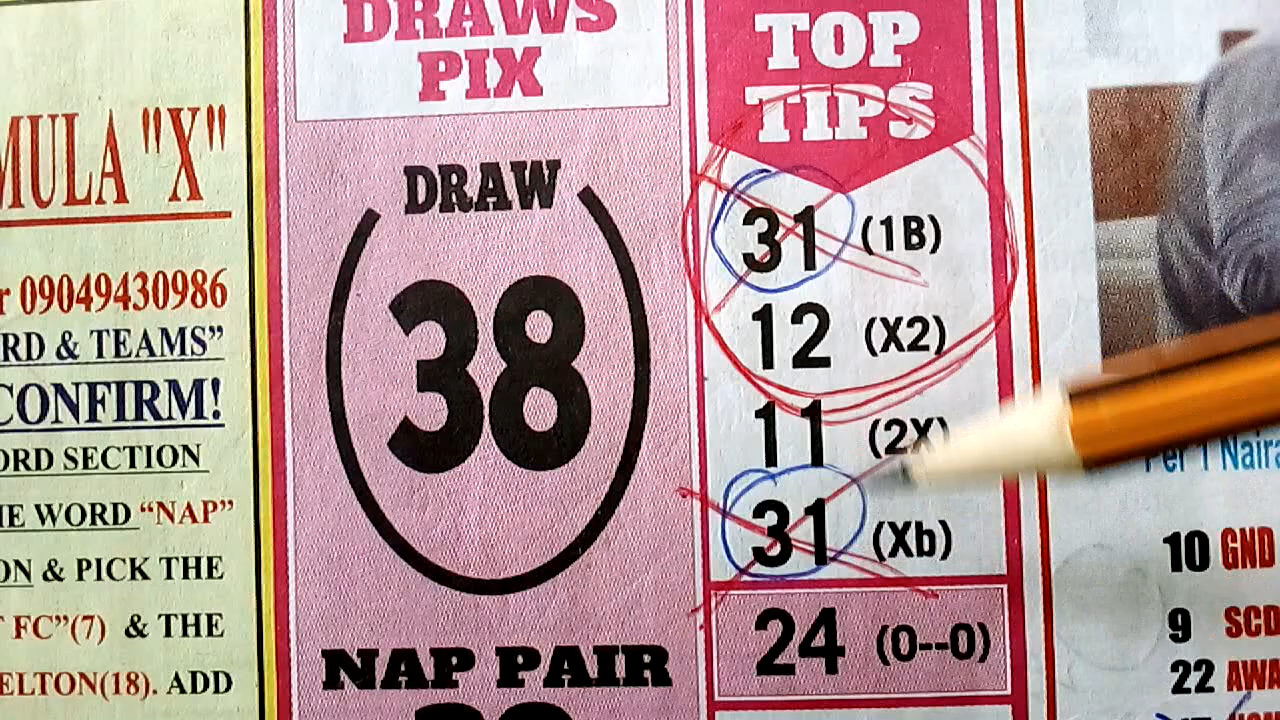 MULA "X"
09049430986
RD & TEAMS”
CONFIRM!
ORD SECTION
WORD “NAP”
& PICK THE
FC”(7) & THE
ELTON(18). ADD
DRAWS
PIX
DRAW
38
NAP PAIR
TOP
TIPS
31 (1B)
12 (X2)
11 (2X)
31 (Xb)
24 (0--0)
Per 1 Naira
10 GND
9 SCD
22 AWA